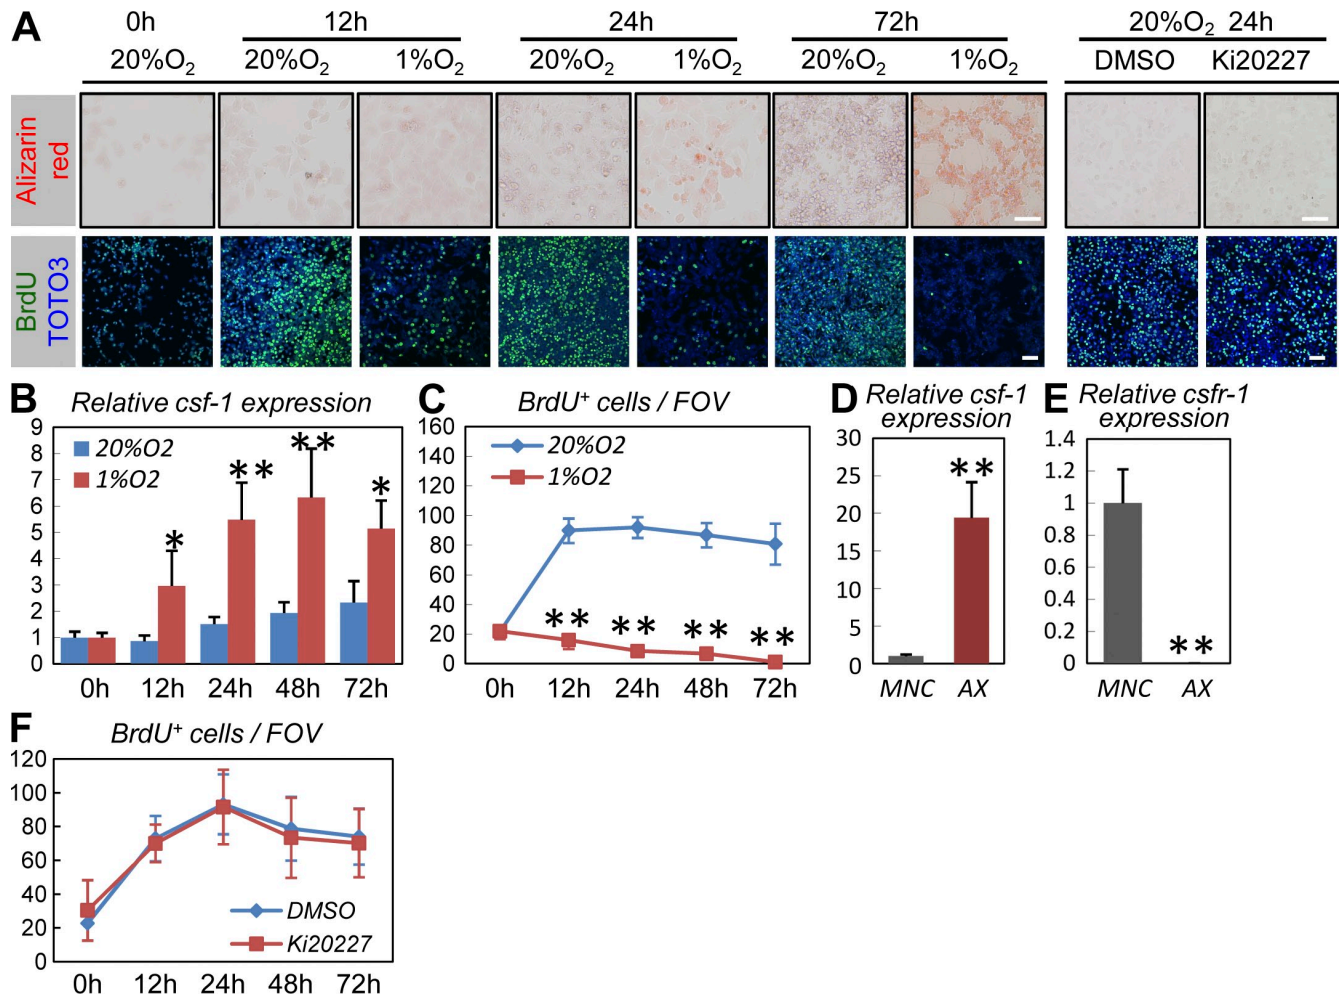 A
0h 12h 24h 72h 20%O₂ 24h
20%O₂ 20%O₂ 1%O₂ 20%O₂ 1%O₂ 20%O₂ 1%O₂ DMSO Ki20227
Alizarin
red
BrdU
TOTO3
B Relative csf-1 expression
9
8
7
6
5
4
3
2
1
0
20%O2
1%O2
*
**
**
*
0h 12h 24h 48h 72h
C BrdU⁺ cells / FOV
160
140
120
100
80
60
40
20
0
20%O2
1%O2
** ** ** **
0h 12h 24h 48h 72h
D Relative csf-1
expression
30
25
20
15
10
5
0
**
MNC AX
E Relative csfr-1
expression
1.4
1.2
1
0.8
0.6
0.4
0.2
0
**
MNC AX
F BrdU⁺ cells / FOV
120
100
80
60
40
20
0
DMSO
Ki20227
0h 12h 24h 48h 72h